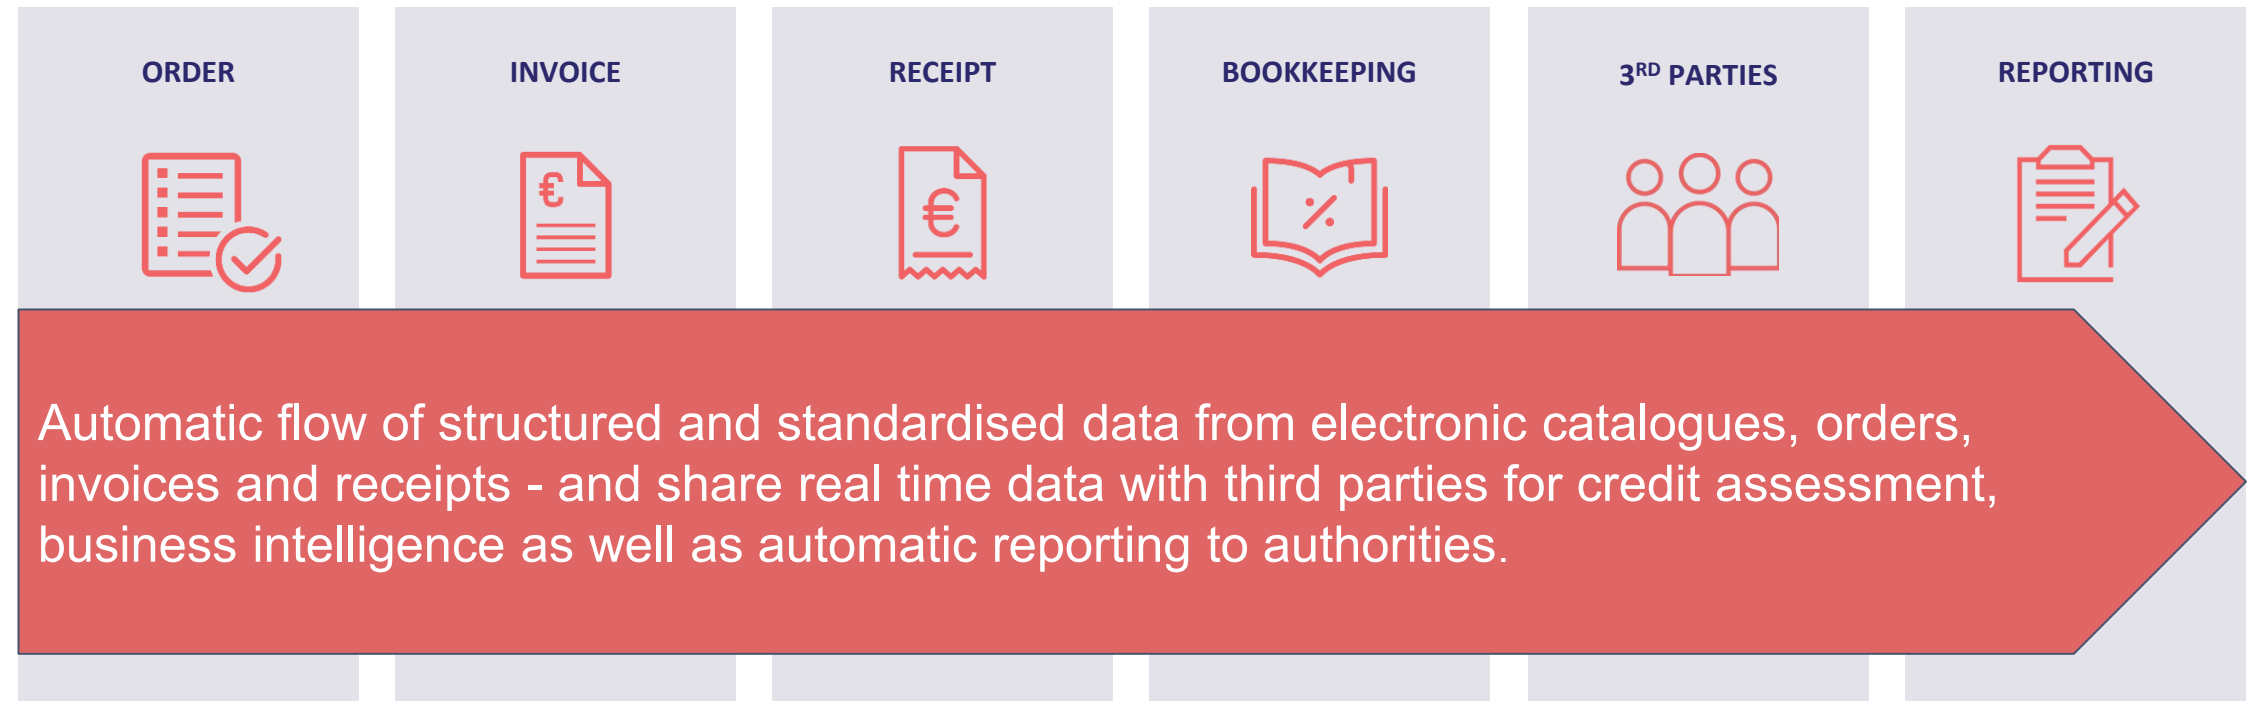 ORDER
INVOICE
RECEIPT
BOOKKEEPING
3RD PARTIES
REPORTING
€
€
%
Automatic flow of structured and standardised data from electronic catalogues, orders,
invoices and receipts - and share real time data with third parties for credit assessment,
business intelligence as well as automatic reporting to authorities.